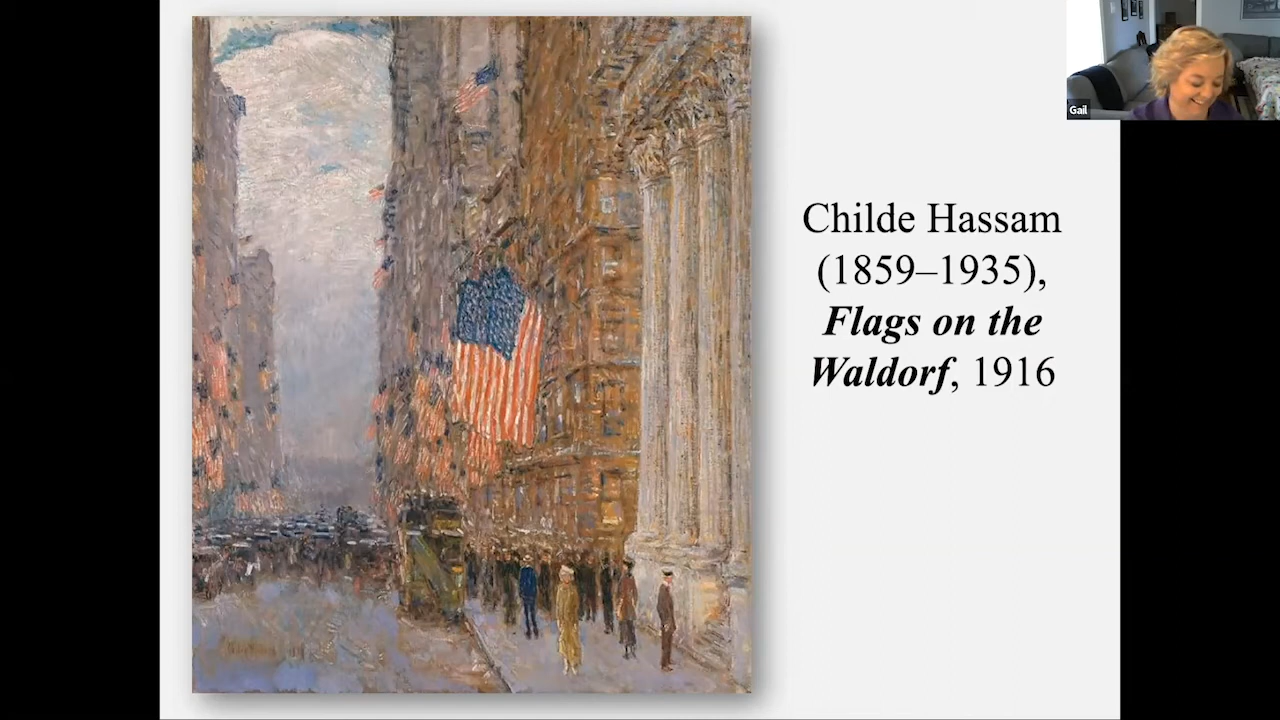 Childe Hassam
(1859–1935),
Flags on the
Waldorf, 1916
Gail